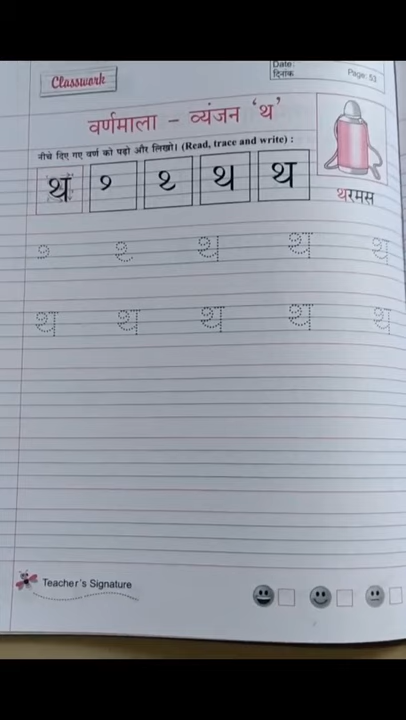 Classwork
Date:
दिनांक
Page: 53
वर्णमाला – व्यंजन 'थ'
नीचे दिए गए वर्ण को पढ़ो और लिखो। (Read, trace and write) :
थ थ थ
थरमस
थ थ थ
थ थ थ थ थ
Teacher's Signature